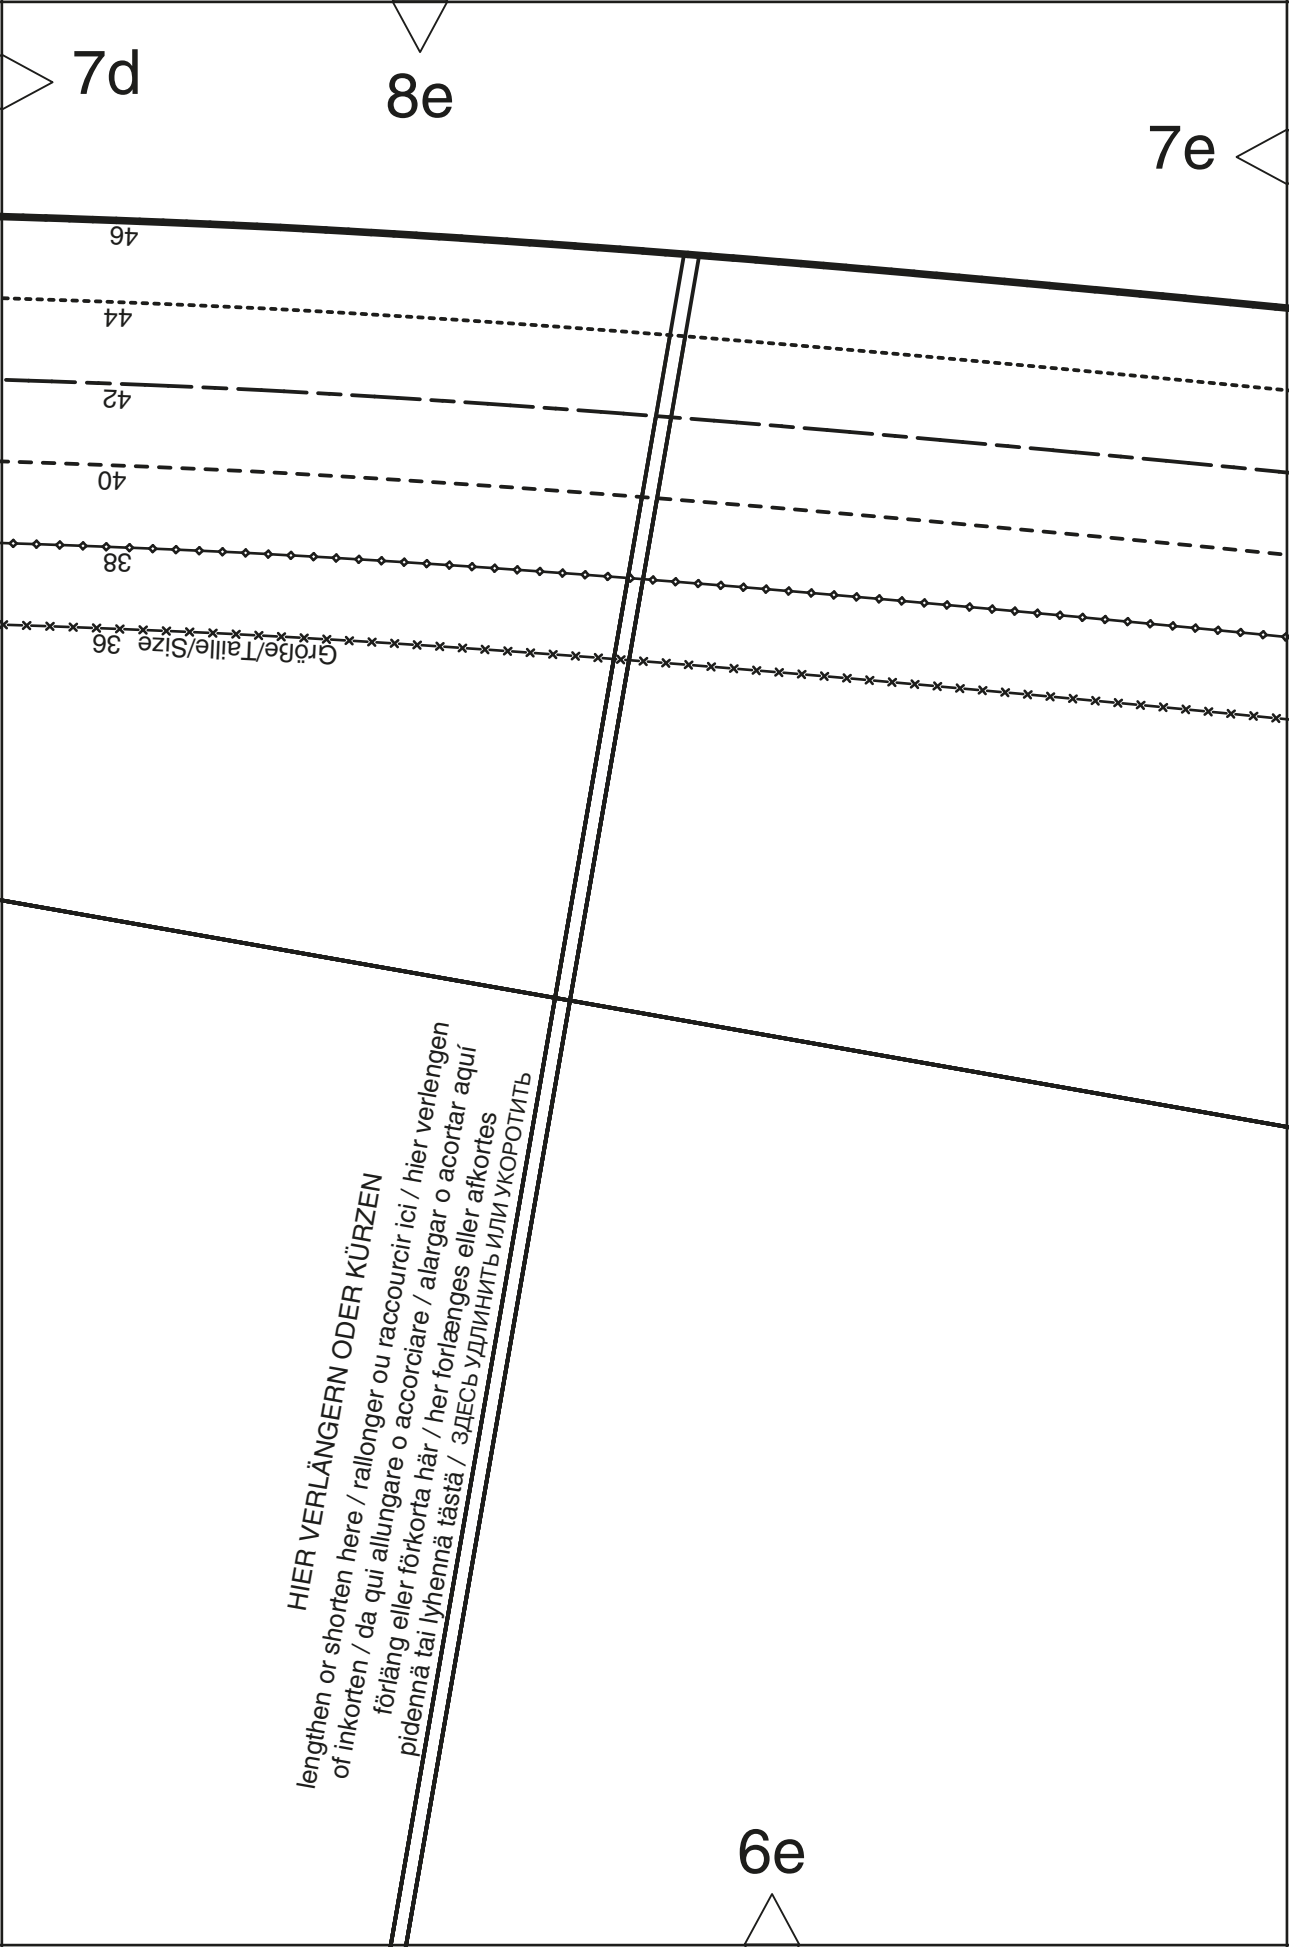 7d
8e
7e
46
44
42
40
38
Größe/Taille/Size 36
HIER VERLÄNGERN ODER KÜRZEN
lengthen or shorten here / rallonger ou raccourcir ici / hier verlengen
of inkorten / da qui allungare o accorciare / alargar o acortar aquí
förläng eller förkorta här / her forlænges eller afkortes
pidennä tai lyhennä tästä / ЗДЕСЬ УДЛИНИТЬ ИЛИ УКОРОТИТЬ
6e